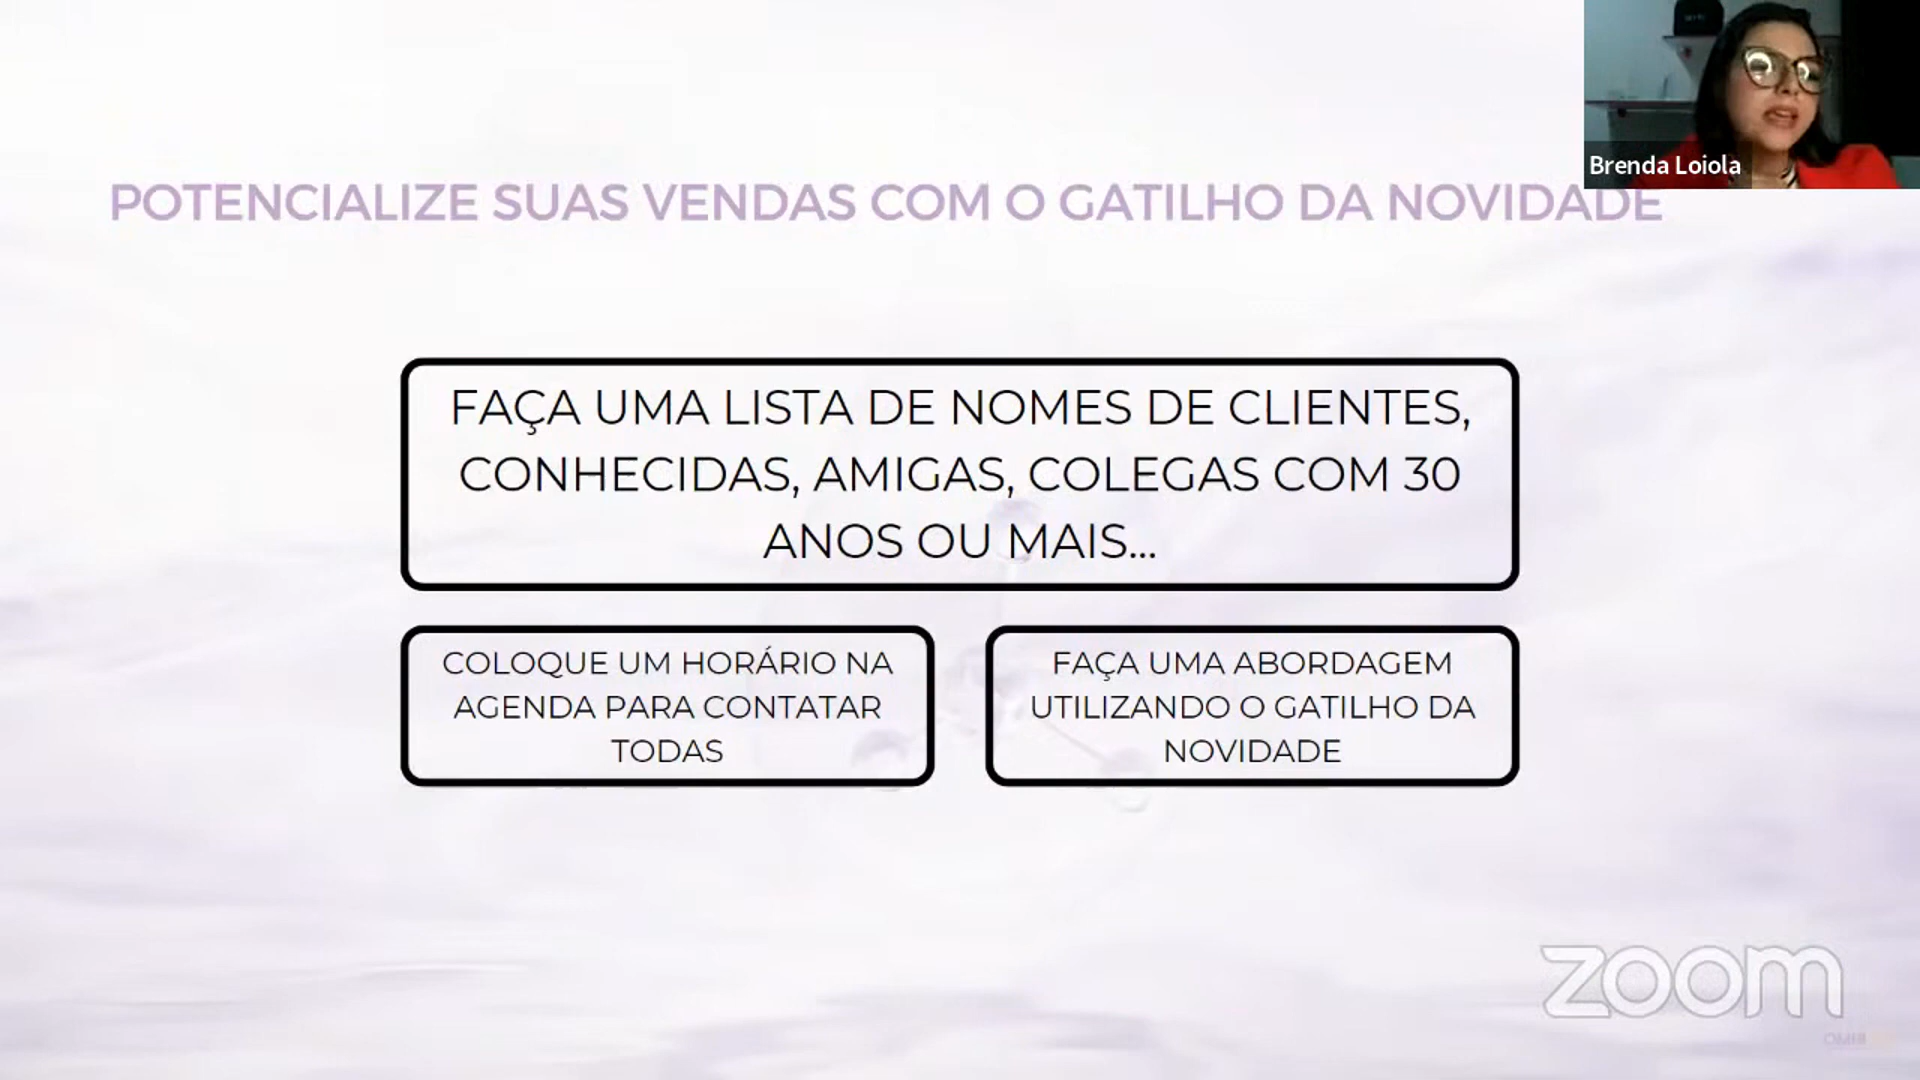 Brenda Loiola
POTENCIALIZE SUAS VENDAS COM O GATILHO DA NOVIDADE
FAÇA UMA LISTA DE NOMES DE CLIENTES,
CONHECIDAS, AMIGAS, COLEGAS COM 30
ANOS OU MAIS...
COLOQUE UM HORÁRIO NA
AGENDA PARA CONTATAR
TODAS
FAÇA UMA ABORDAGEM
UTILIZANDO O GATILHO DA
NOVIDADE
zoom